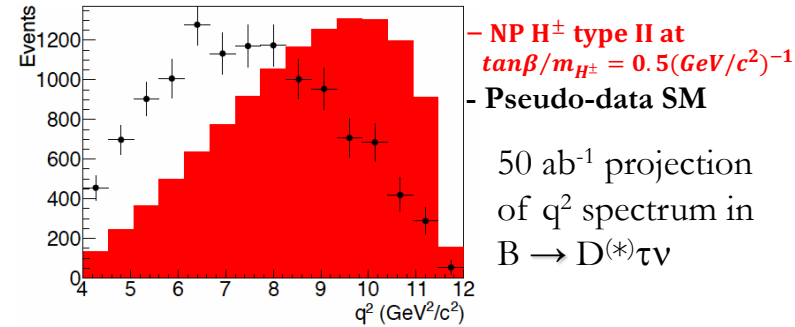 Events
1200
1000
800
600
400
200
0
4 5 6 7 8 9 10 11 12
q² (GeV²/c²)
– NP H± type II at
tanβ/m_H± = 0.5(GeV/c²)⁻¹
- Pseudo-data SM
50 ab⁻¹ projection
of q² spectrum in
B → D⁽*⁾τν